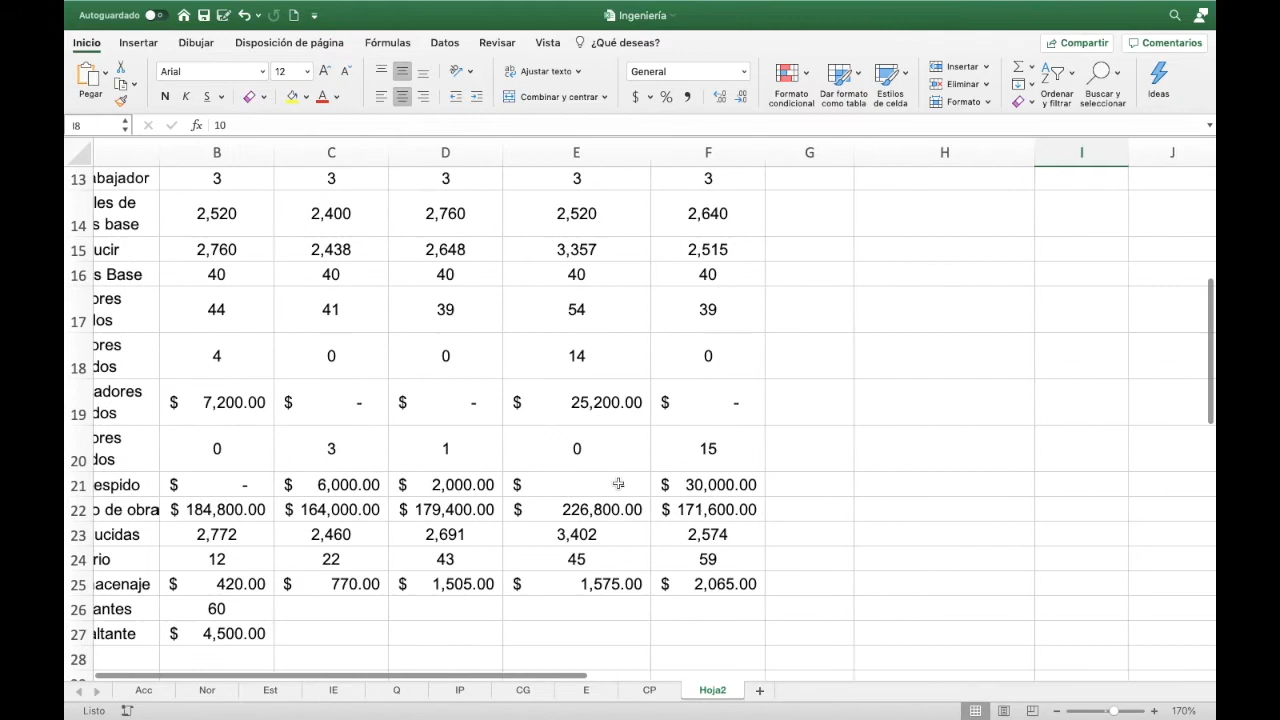 Autoguardado
Ingeniería
Inicio Insertar Dibujar Disposición de página Fórmulas Datos Revisar Vista ¿Qué deseas? Compartir Comentarios
Pegar
Arial 12
N K S
Ajustar texto
Combinar y centrar
General
$ %
Formato condicional
Dar formato como tabla
Estilos de celda
Insertar
Eliminar
Formato
Ordenar y filtrar
Buscar y seleccionar
Ideas
I8 fx 10
B C D E F G H I J
13 abajador 3 3 3 3 3
14 les de s base 2,520 2,400 2,760 2,520 2,640
15 ucir 2,760 2,438 2,648 3,357 2,515
16 s Base 40 40 40 40 40
17 ores los 44 41 39 54 39
18 ores dos 4 0 0 14 0
19 adores dos $ 7,200.00 $ - $ - $ 25,200.00 $ -
20 ores dos 0 3 1 0 15
21 espido $ - $ 6,000.00 $ 2,000.00 $ $ 30,000.00
22 o de obra $ 184,800.00 $ 164,000.00 $ 179,400.00 $ 226,800.00 $ 171,600.00
23 ucidas 2,772 2,460 2,691 3,402 2,574
24 rio 12 22 43 45 59
25 acenaje $ 420.00 $ 770.00 $ 1,505.00 $ 1,575.00 $ 2,065.00
26 antes 60
27 altante $ 4,500.00
28
Acc Nor Est IE Q IP CG E CP Hoja2
Listo 170%